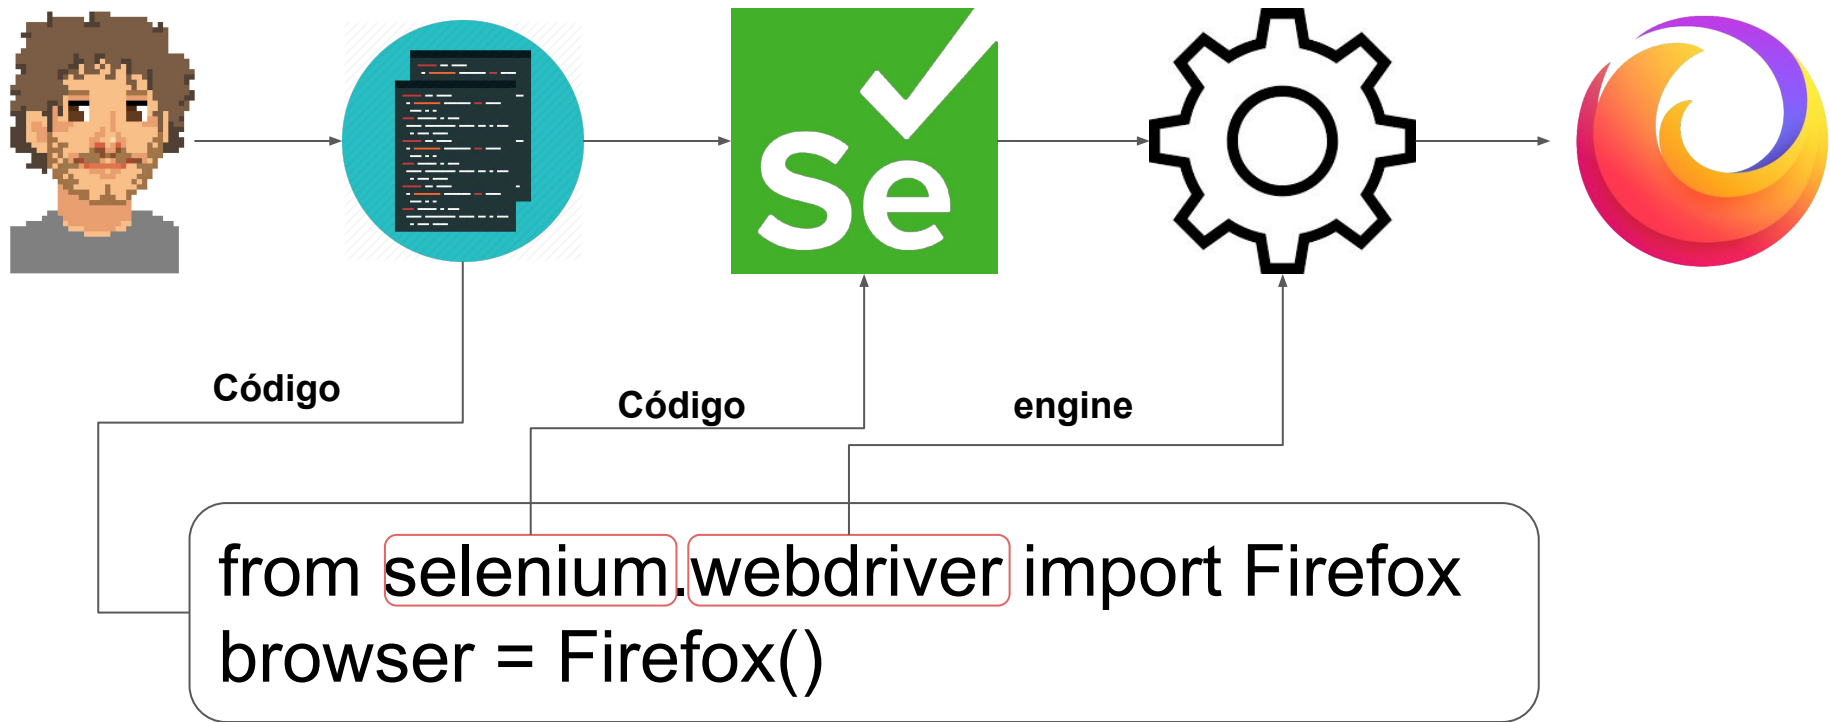 Se
Código
Código
engine
from selenium.webdriver import Firefox
browser = Firefox()